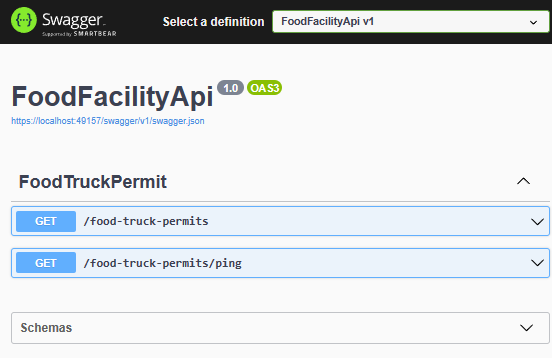 Swagger
Supported by SMARTBEAR
Select a definition
FoodFacilityApi v1
FoodFacilityApi 1.0 OAS3
https://localhost:49157/swagger/v1/swagger.json
FoodTruckPermit
GET /food-truck-permits
GET /food-truck-permits/ping
Schemas